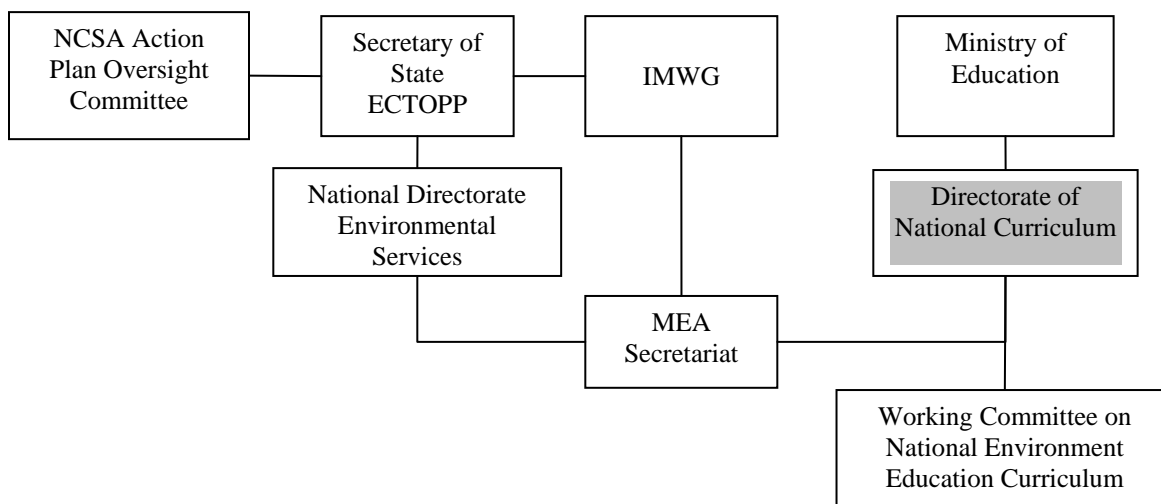 NCSA Action
Plan Oversight
Committee
Secretary of
State
ECTOPP
IMWG
Ministry of
Education
National Directorate
Environmental
Services
Directorate of
National Curriculum
MEA
Secretariat
Working Committee on
National Environment
Education Curriculum